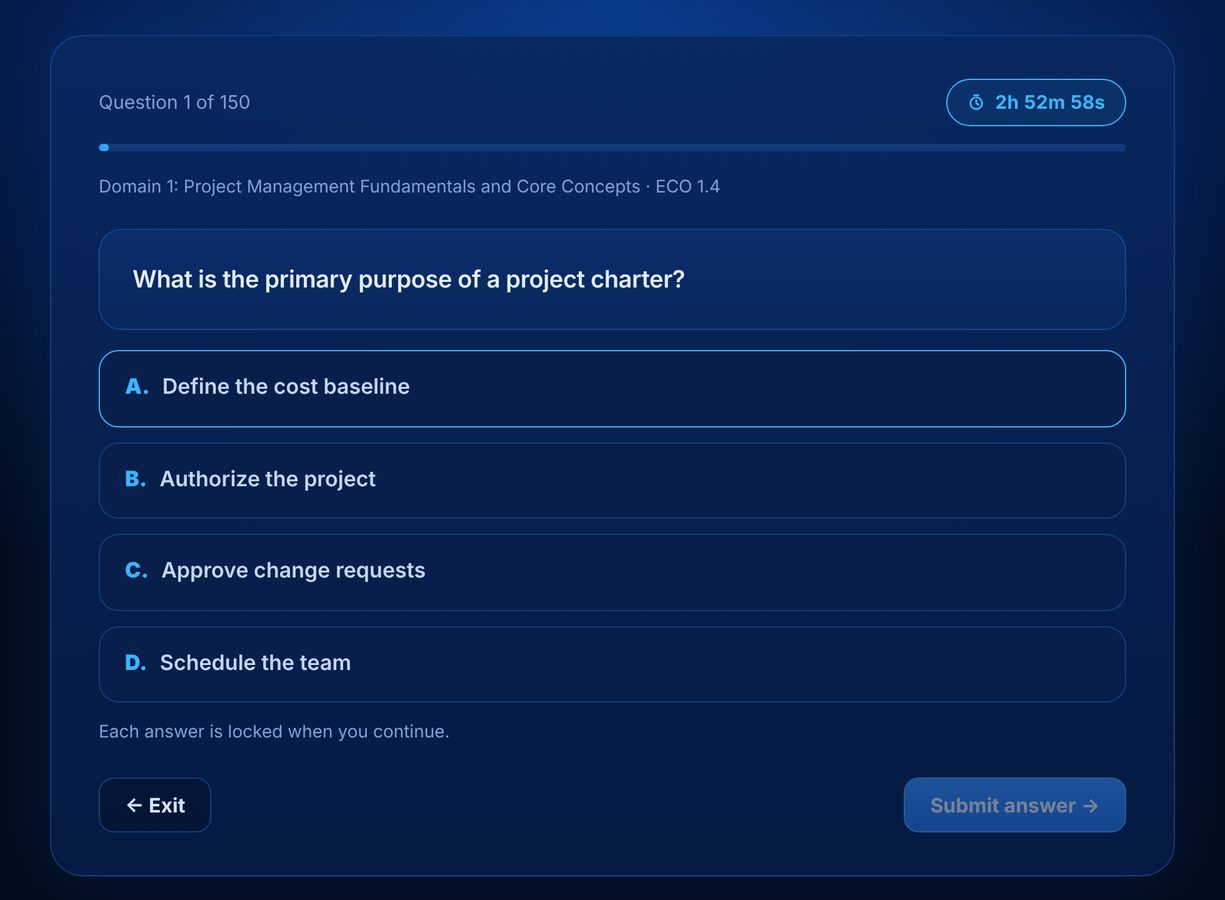 Question 1 of 150
2h 52m 58s
Domain 1: Project Management Fundamentals and Core Concepts · ECO 1.4
What is the primary purpose of a project charter?
A. Define the cost baseline
B. Authorize the project
C. Approve change requests
D. Schedule the team
Each answer is locked when you continue.
← Exit
Submit answer →